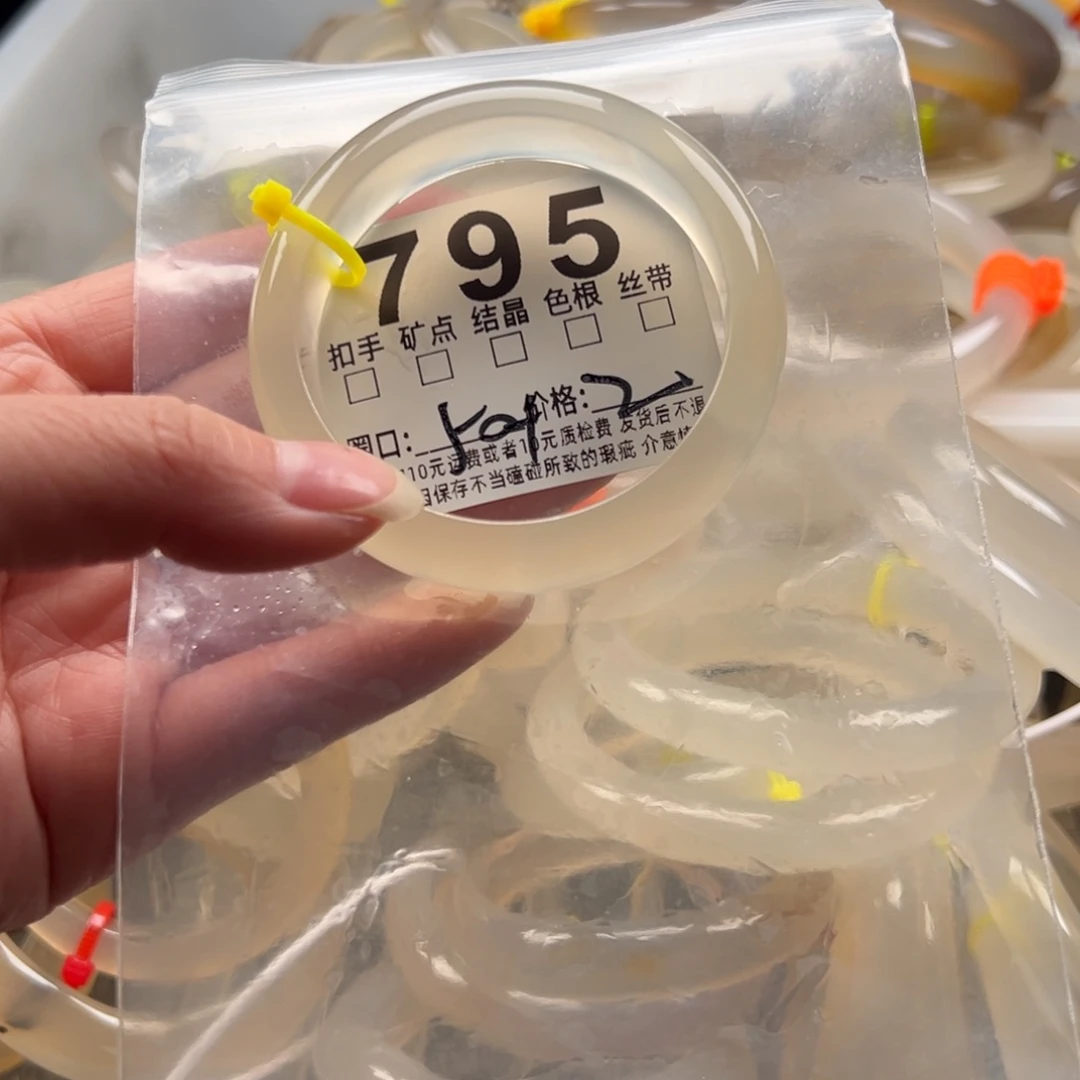 795
扣手 矿点 结晶 色根 丝带
圈口: 价格:
10元运费或者10元质检费 发货后不退
保存不当磕碰所致的瑕疵 介意